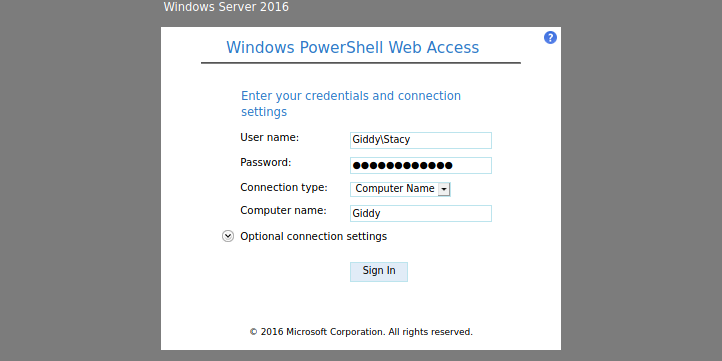 Windows Server 2016
Windows PowerShell Web Access
?
Enter your credentials and connection
settings
User name: Giddy\Stacy
Password: ●●●●●●●●●●●●
Connection type: Computer Name
Computer name: Giddy
Optional connection settings
Sign In
© 2016 Microsoft Corporation. All rights reserved.